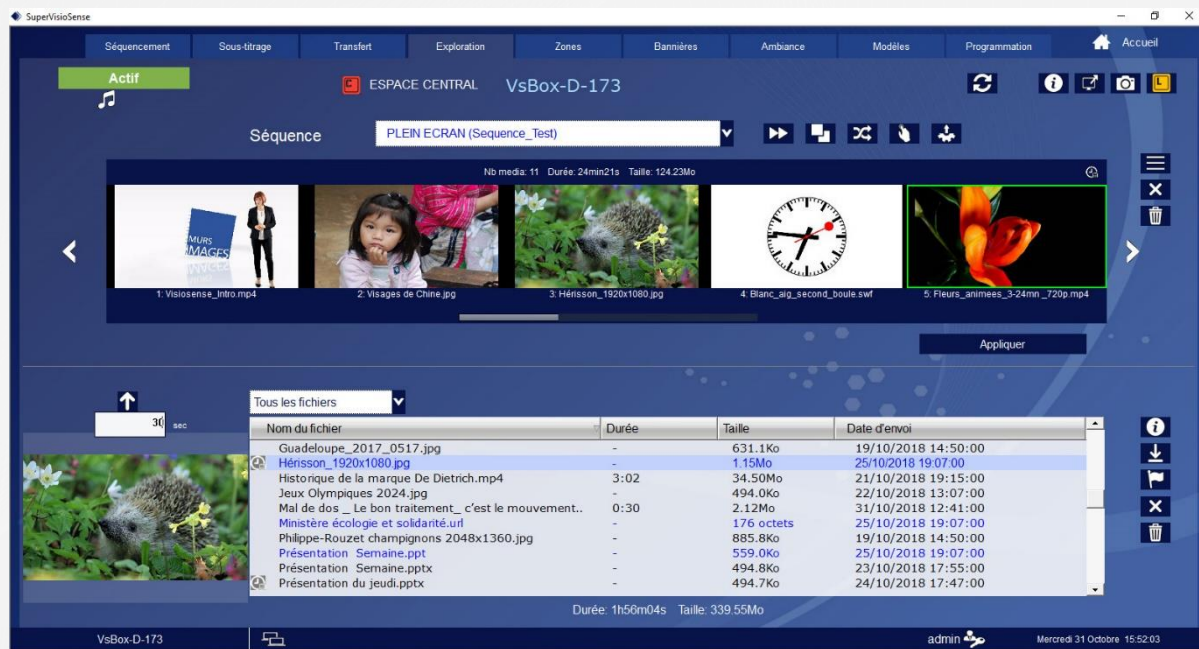 SuperVisioSense
Séquencement Sous-titrage Transfert Exploration Zones Bannières Ambiance Modèles Programmation Accueil
Actif
C ESPACE CENTRAL VsBox-D-173
L
Séquence PLEIN ECRAN (Sequence_Test)
Nb media: 11 Durée: 24min21s Taille: 124.23Mo
MURS
IMAGES
1: Visiosense_Intro.mp4 2: Visages de Chine.jpg 3: Hérisson_1920x1080.jpg 4: Blanc_aig_second_boule.swf 5: Fleurs_animees_3-24mn_720p.mp4
Appliquer
Tous les fichiers
30 sec
Nom du fichier Durée Taille Date d'envoi
Guadeloupe_2017_0517.jpg - 631.1Ko 19/10/2018 14:50:00
Hérisson_1920x1080.jpg - 1.15Mo 25/10/2018 19:07:00
Historique de la marque De Dietrich.mp4 3:02 34.50Mo 21/10/2018 19:15:00
Jeux Olympiques 2024.jpg - 494.0Ko 22/10/2018 13:07:00
Mal de dos _ Le bon traitement_ c'est le mouvement.. 0:30 2.12Mo 31/10/2018 12:41:00
Ministère écologie et solidarité.url - 176 octets 25/10/2018 19:07:00
Philippe-Rouzet champignons 2048x1360.jpg - 885.8Ko 19/10/2018 14:50:00
Présentation Semaine.ppt - 559.0Ko 25/10/2018 19:07:00
Présentation Semaine.pptx - 494.8Ko 23/10/2018 17:55:00
Présentation du jeudi.pptx - 494.7Ko 24/10/2018 17:47:00
Durée: 1h56m04s Taille: 339.55Mo
VsBox-D-173 admin Mercredi 31 Octobre 15:52:03